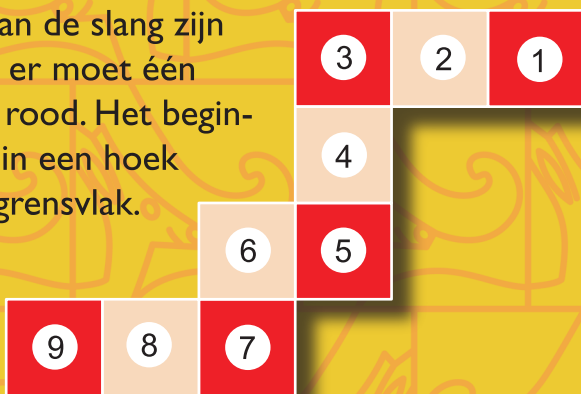 an de slang zijn
er moet één
rood. Het begin-
in een hoek
grensvlak.
3 2 1
4
6 5
9 8 7